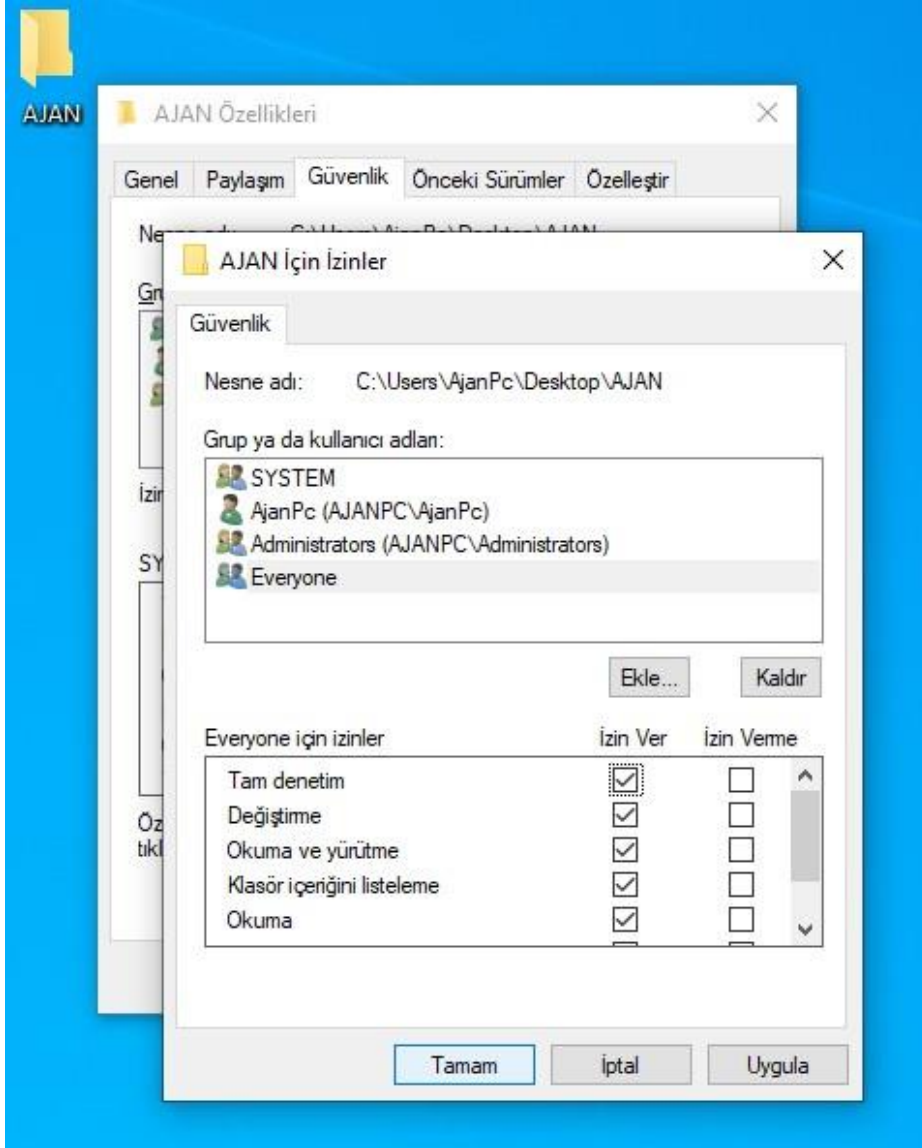 AJAN
AJAN Özellikleri
Genel Paylaşım Güvenlik Önceki Sürümler Özelleştir
AJAN İçin İzinler
Güvenlik
Nesne adı: C:\Users\AjanPc\Desktop\AJAN
Grup ya da kullanıcı adları:
SYSTEM
AjanPc (AJANPC\AjanPc)
Administrators (AJANPC\Administrators)
Everyone
Ekle... Kaldır
Everyone için izinler İzin Ver İzin Verme
Tam denetim
Değiştirme
Okuma ve yürütme
Klasör içeriğini listeleme
Okuma
Tamam İptal Uygula